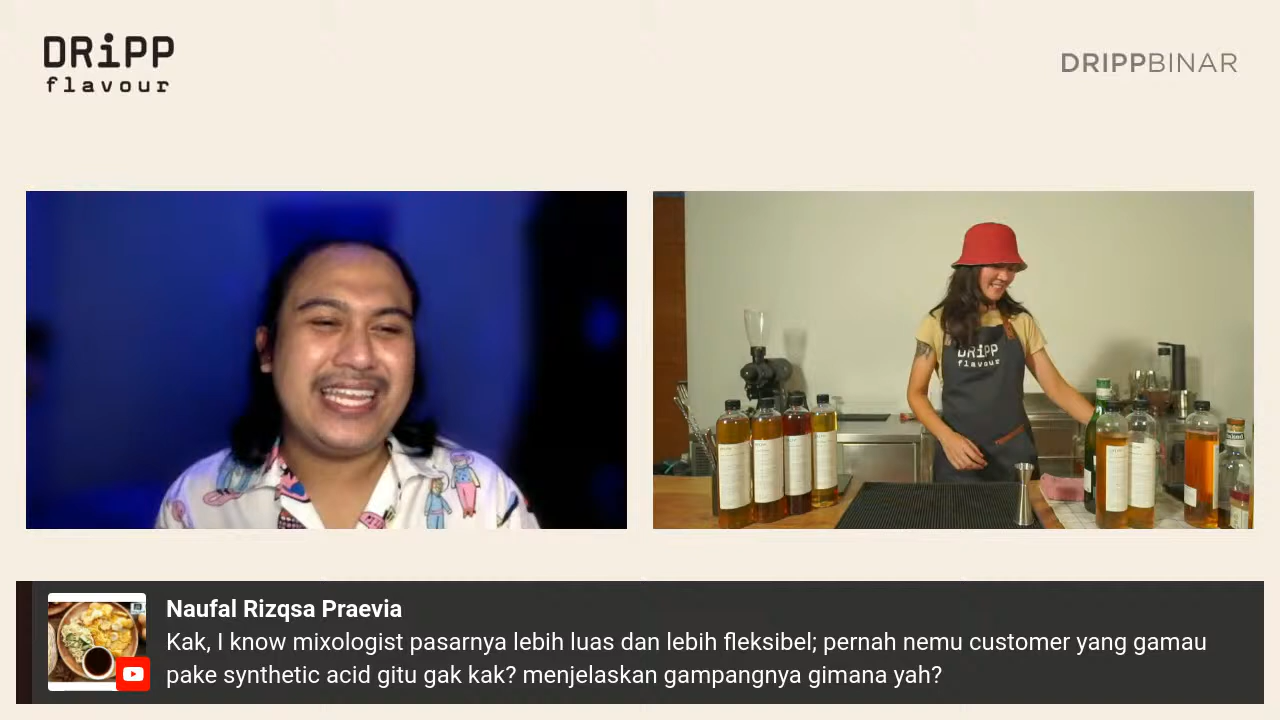 DRiPP
flavour
DRIPPBINAR
DRiPP
flavour
Naufal Rizqsa Praevia
Kak, I know mixologist pasarnya lebih luas dan lebih fleksibel; pernah nemu customer yang gamau
pake synthetic acid gitu gak kak? menjelaskan gampangnya gimana yah?